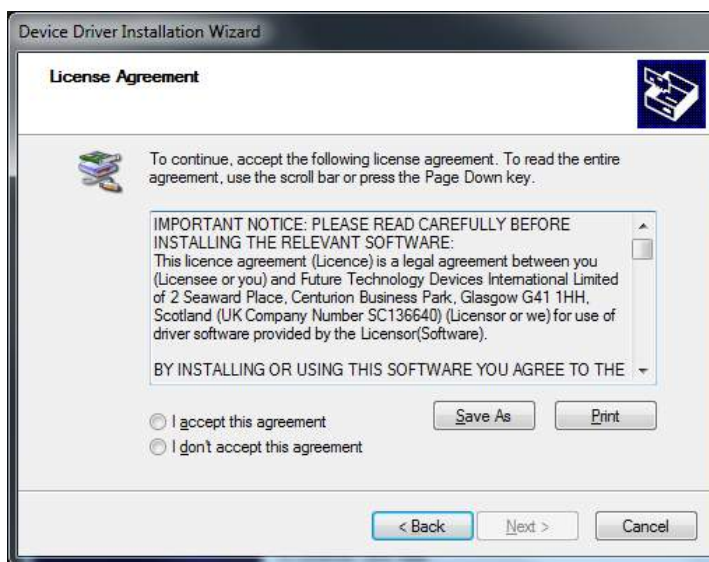 Device Driver Installation Wizard
License Agreement
To continue, accept the following license agreement. To read the entire
agreement, use the scroll bar or press the Page Down key.
IMPORTANT NOTICE: PLEASE READ CAREFULLY BEFORE
INSTALLING THE RELEVANT SOFTWARE:
This licence agreement (Licence) is a legal agreement between you
(Licensee or you) and Future Technology Devices International Limited
of 2 Seaward Place, Centurion Business Park, Glasgow G41 1HH,
Scotland (UK Company Number SC136640) (Licensor or we) for use of
driver software provided by the Licensor(Software).
BY INSTALLING OR USING THIS SOFTWARE YOU AGREE TO THE
I accept this agreement
Save As
Print
I don't accept this agreement
< Back
Next >
Cancel